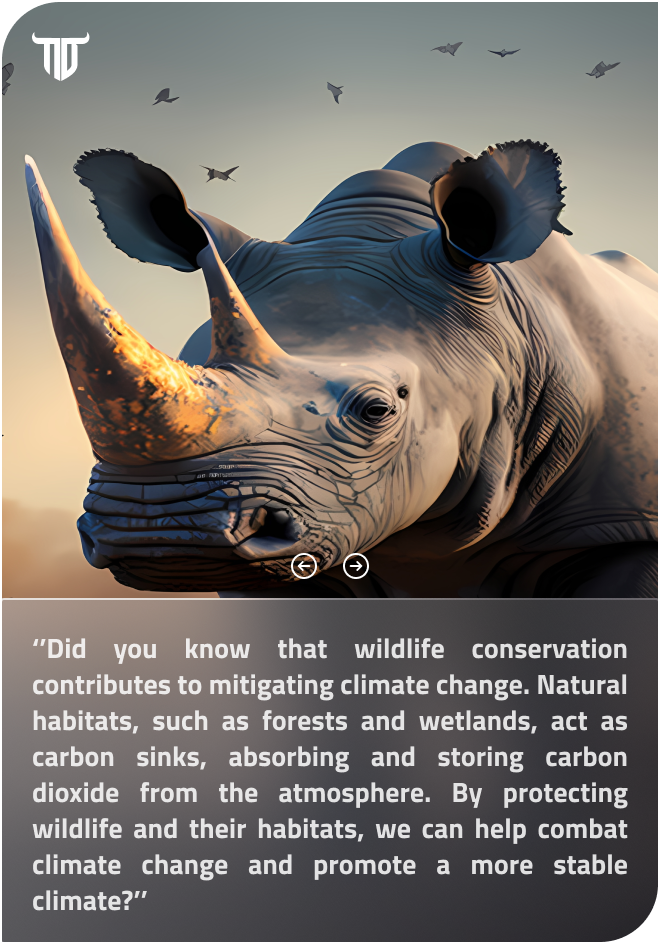 ‘’Did you know that wildlife conservation
contributes to mitigating climate change. Natural
habitats, such as forests and wetlands, act as
carbon sinks, absorbing and storing carbon
dioxide from the atmosphere. By protecting
wildlife and their habitats, we can help combat
climate change and promote a more stable
climate?’’